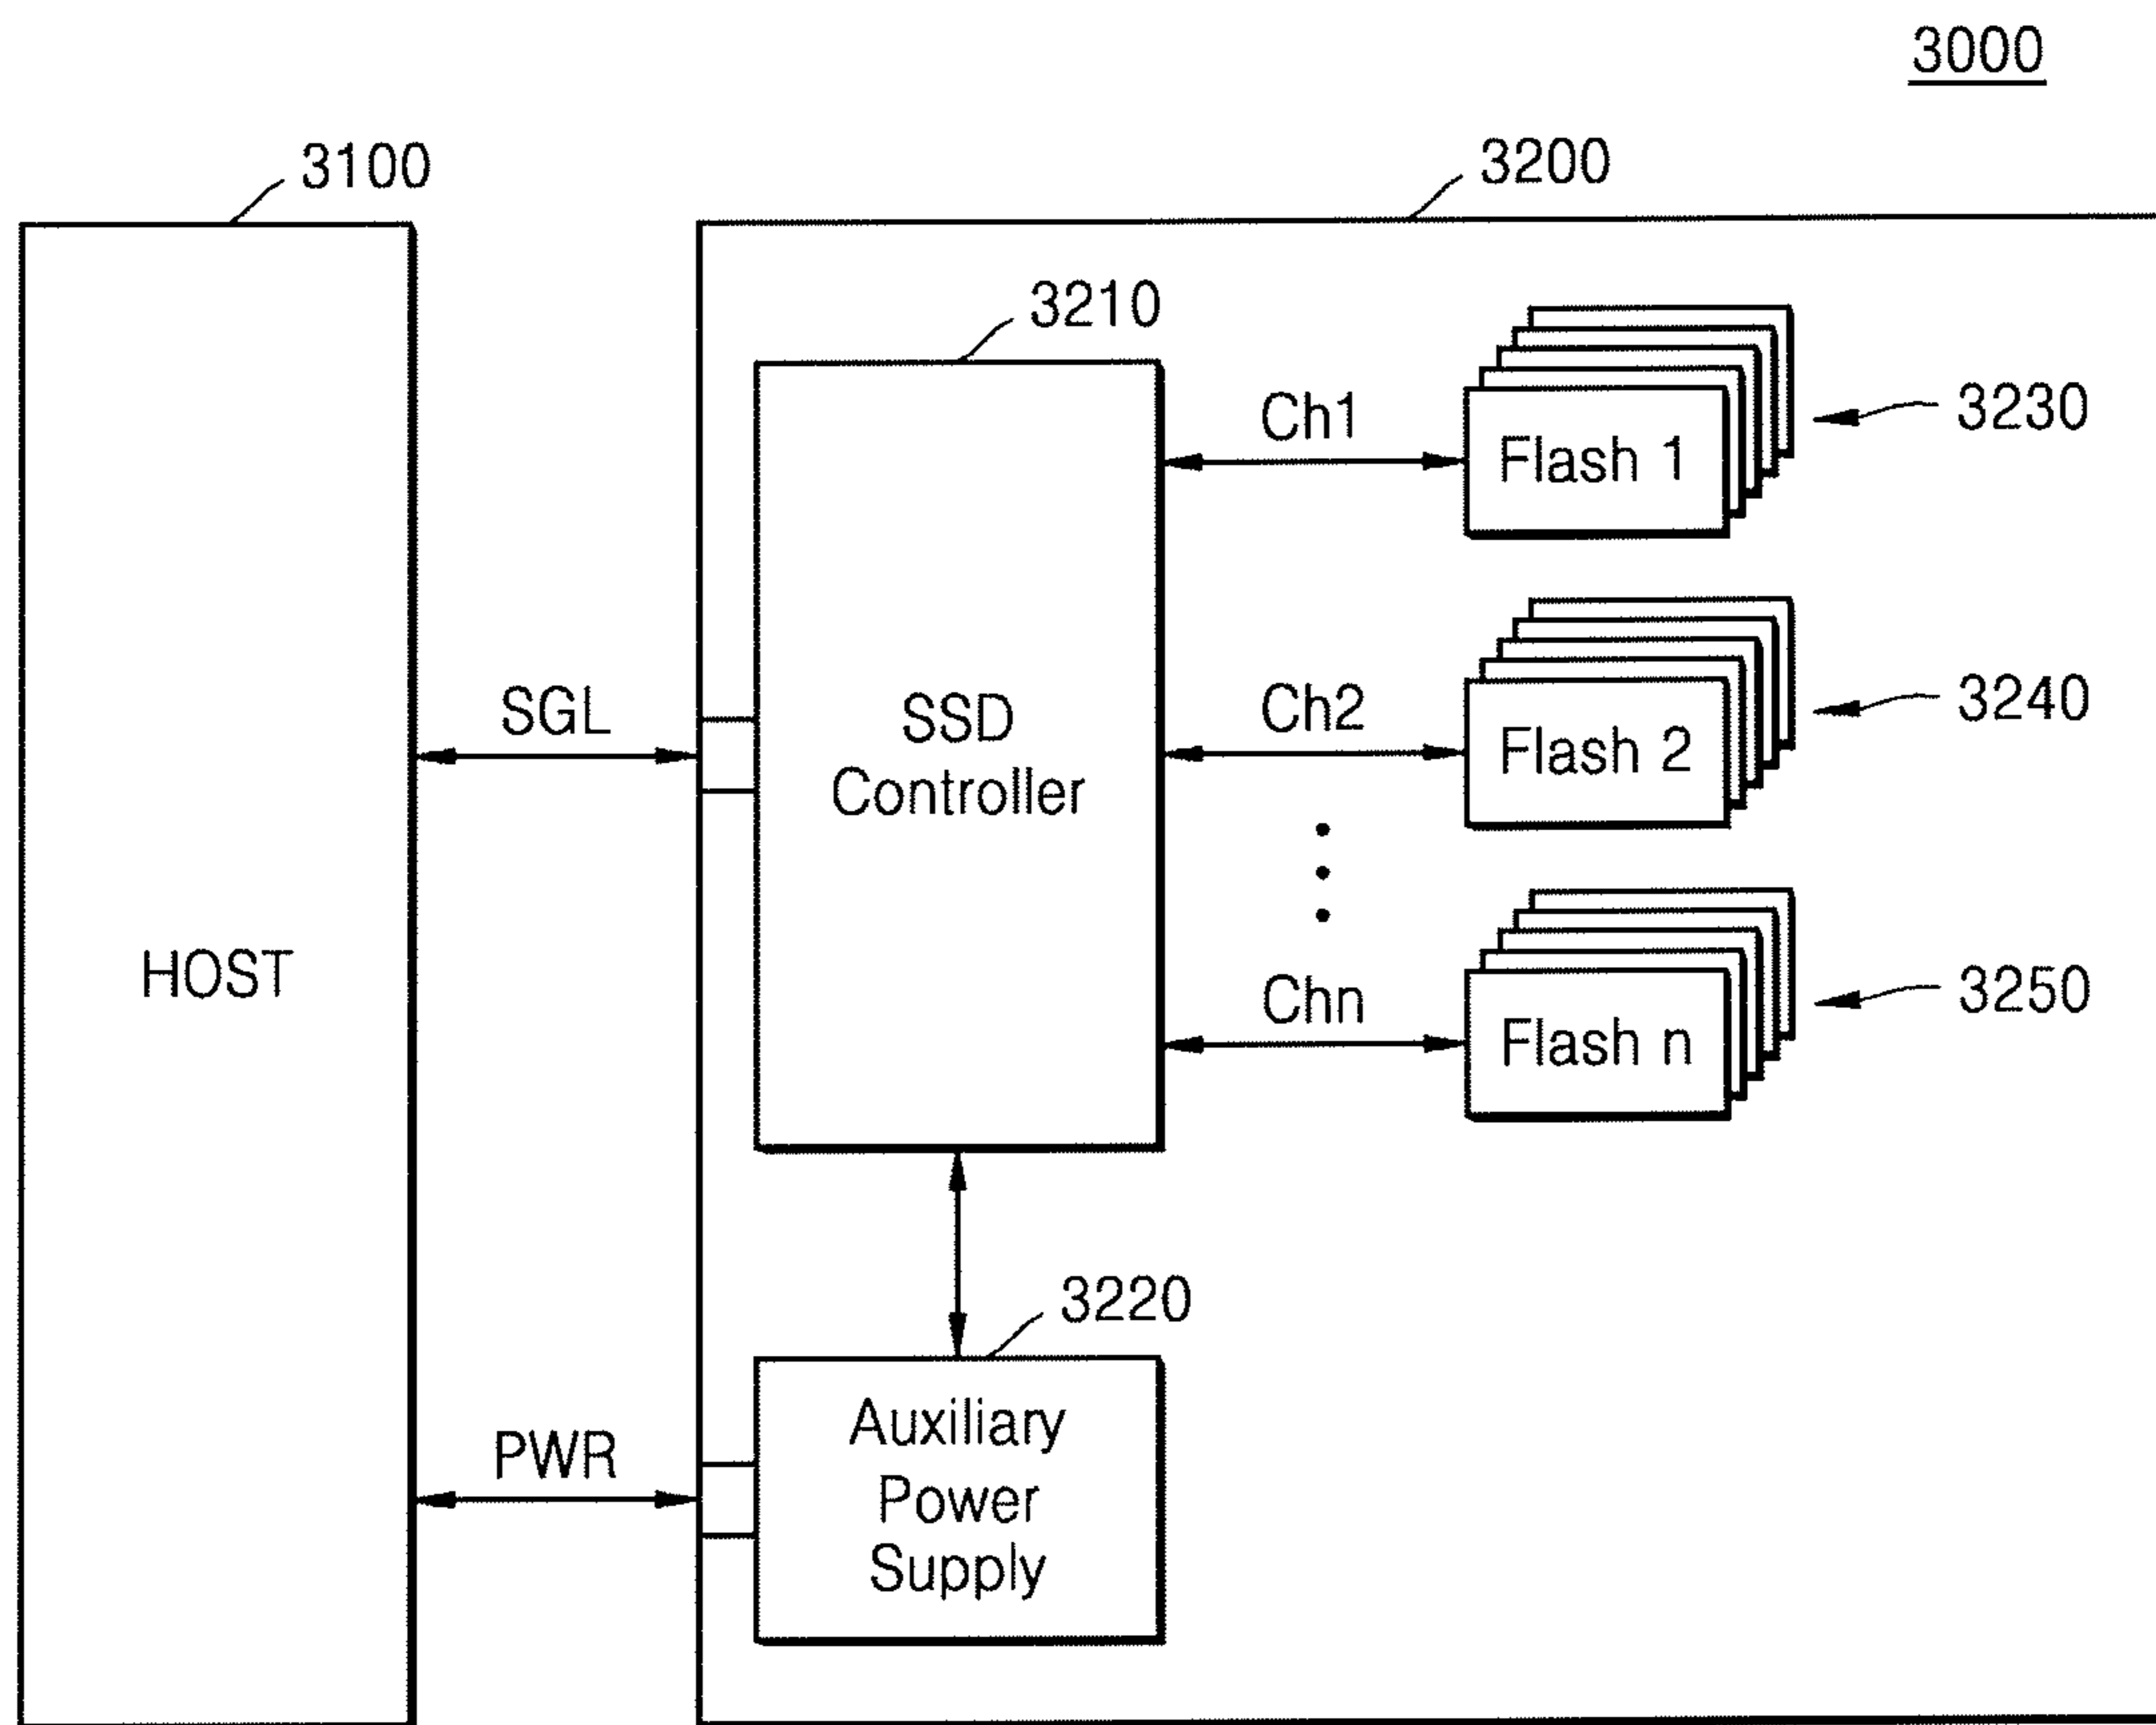 3000
3100
3200
3210
Ch1
Flash 1
3230
SGL
SSD
Controller
Ch2
Flash 2
3240
HOST
Chn
Flash n
3250
3220
PWR
Auxiliary
Power
Supply